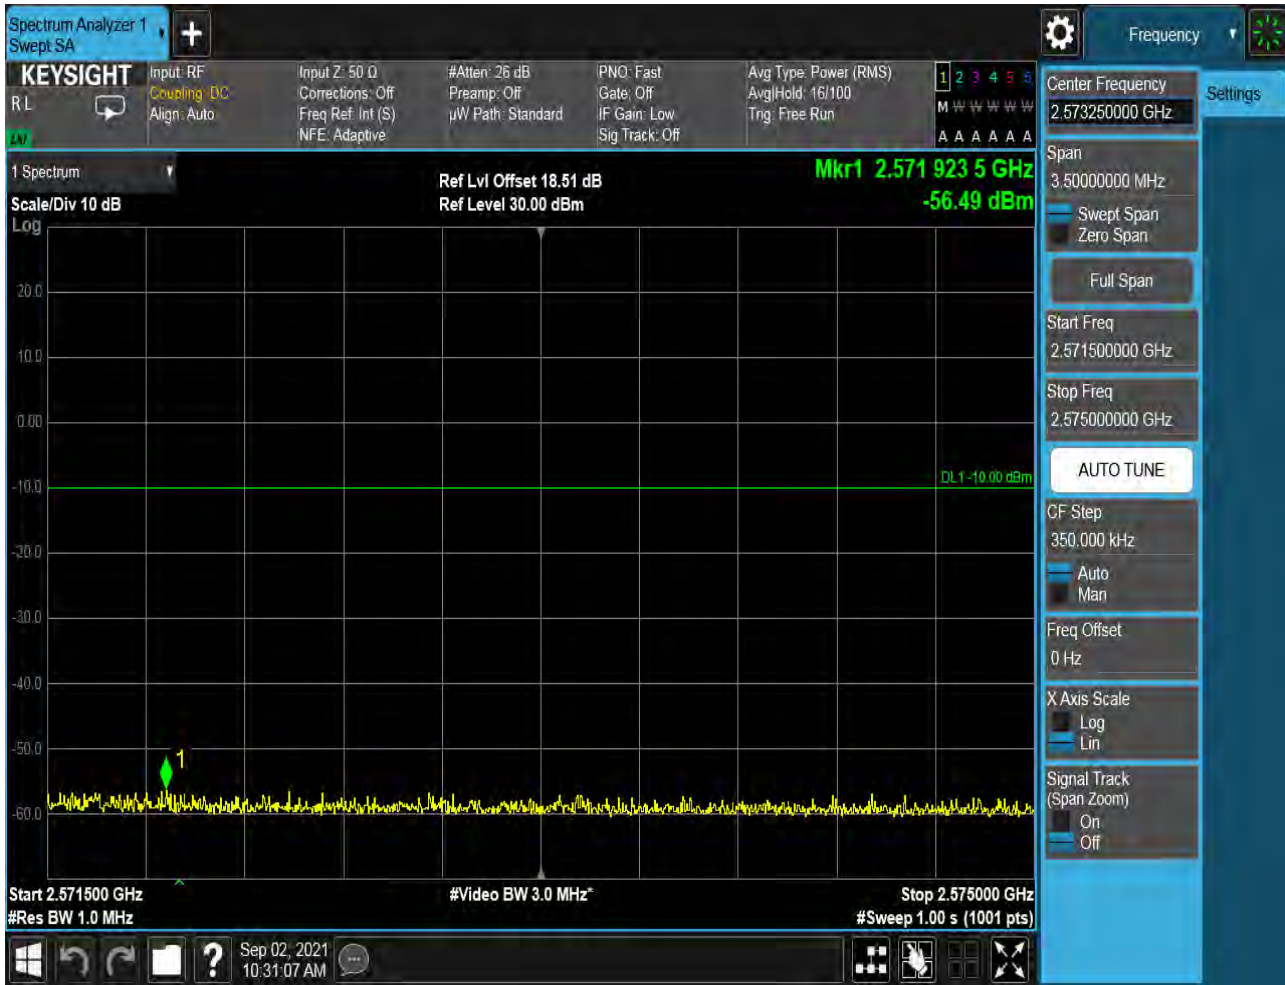 Spectrum Analyzer 1
Swept SA
Frequency
KEYSIGHT
R L
LXI
Input: RF
Coupling: DC
Align: Auto
Input Z: 50 Ω
Corrections: Off
Freq Ref: Int (S)
NFE: Adaptive
#Atten: 26 dB
Preamp: Off
µW Path: Standard
PNO: Fast
Gate: Off
IF Gain: Low
Sig Track: Off
Avg Type: Power (RMS)
Avg|Hold: 16/100
Trig: Free Run
1 2 3 4 5 6
M W W W W W
A A A A A A
1 Spectrum
Scale/Div 10 dB
Log
Ref Lvl Offset 18.51 dB
Ref Level 30.00 dBm
Mkr1 2.571 923 5 GHz
-56.49 dBm
20.0
10.0
0.00
-10.0
-20.0
-30.0
-40.0
-50.0
-60.0
DL1 -10.00 dBm
1
Start 2.571500 GHz
#Res BW 1.0 MHz
#Video BW 3.0 MHz*
Stop 2.575000 GHz
#Sweep 1.00 s (1001 pts)
?
Sep 02, 2021
10:31:07 AM
Center Frequency
2.573250000 GHz
Settings
Span
3.50000000 MHz
Swept Span
Zero Span
Full Span
Start Freq
2.571500000 GHz
Stop Freq
2.575000000 GHz
AUTO TUNE
CF Step
350.000 kHz
Auto
Man
Freq Offset
0 Hz
X Axis Scale
Log
Lin
Signal Track
(Span Zoom)
On
Off